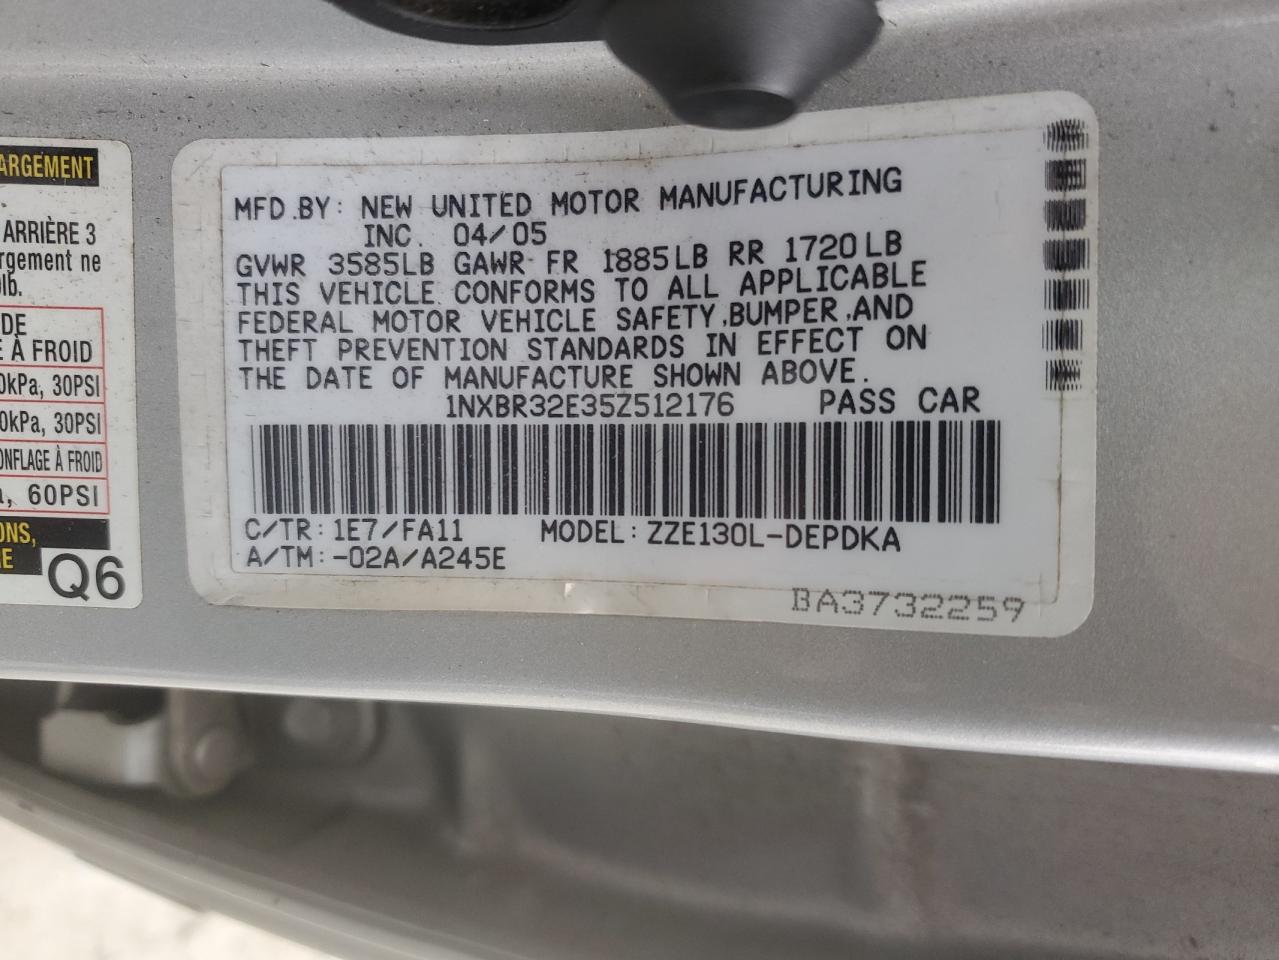 ARGEMENT
ARRIÈRE 3
rgement ne
lb.
DE
À FROID
0kPa, 30PSI
0kPa, 30PSI
ONFLAGE À FROID
, 60PSI
ONS,
Q6
MFD.BY: NEW UNITED MOTOR MANUFACTURING
INC. 04/05
GVWR 3585LB GAWR FR 1885LB RR 1720LB
THIS VEHICLE CONFORMS TO ALL APPLICABLE
FEDERAL MOTOR VEHICLE SAFETY,BUMPER,AND
THEFT PREVENTION STANDARDS IN EFFECT ON
THE DATE OF MANUFACTURE SHOWN ABOVE.
1NXBR32E35Z512176 PASS CAR
C/TR: 1E7/FA11 MODEL: ZZE130L-DEPDKA
A/TM:-02A/A245E
BA3732259